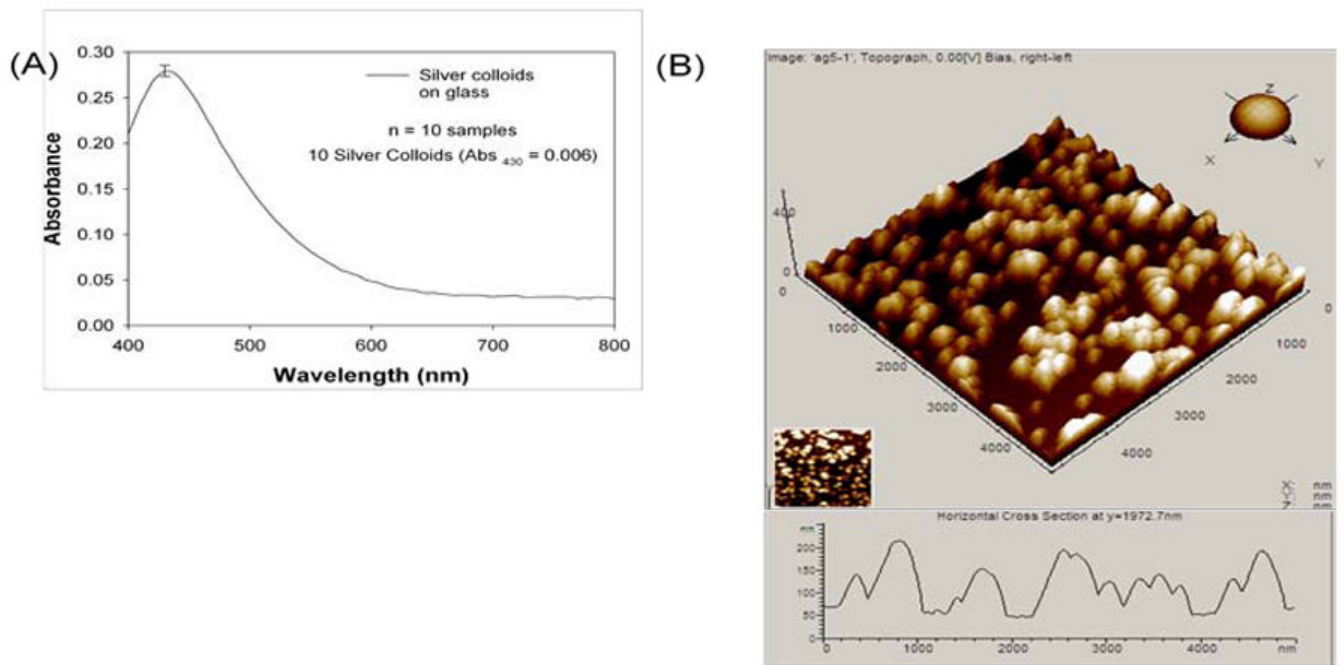 (A)
0.30
0.25
0.20
0.15
0.10
0.05
0.00
Absorbance
400 500 600 700 800
Wavelength (nm)
Silver colloids
on glass
n = 10 samples
10 Silver Colloids (Abs 430 = 0.006)
(B)
Image: 'ag5-1', Topograph, 0.00[V] Bias, right-left
Z
X Y
400
0
0
1000
2000
3000
4000
0
1000
2000
3000
4000
X: nm
Y: nm
Z: nm
Horizontal Cross Section at y=1972.7nm
nm
200
150
100
50
0
0 1000 2000 3000 4000 nm